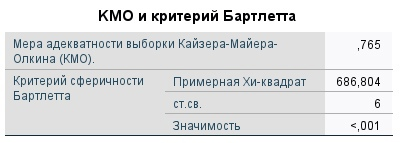 КМО и критерий Бартлетта
Мера адекватности выборки Кайзера-Майера-
Олкина (КМО).
,765
Критерий сферичности
Бартлетта
Примерная Хи-квадрат
686,804
ст.св.
6
Значимость
<,001